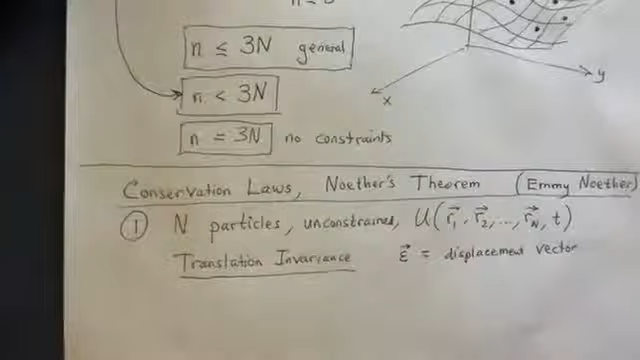 n ≤ 3N general
n < 3N
n = 3N no constraints
x
y
Conservation Laws, Noether's Theorem (Emmy Noether)
① N particles, unconstrained, U(r⃗₁, r⃗₂, ..., r⃗_N, t)
Translation Invariance ε⃗ = displacement vector